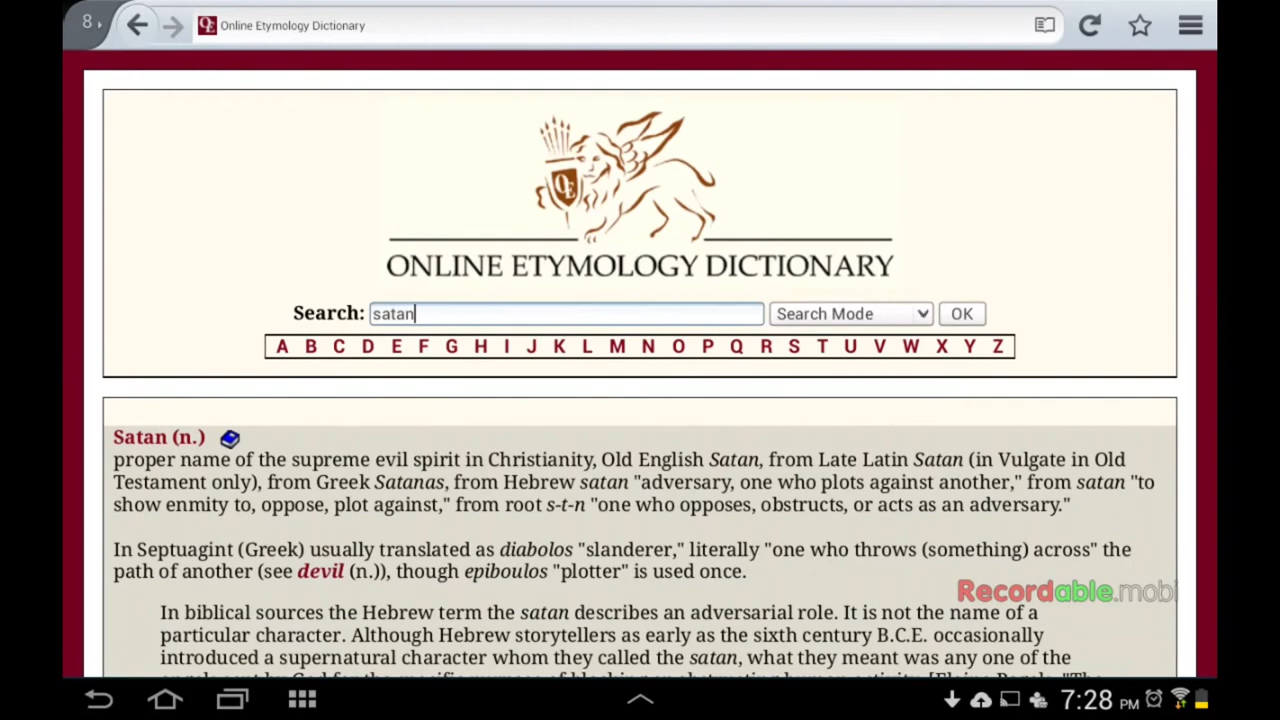 8
Online Etymology Dictionary
OE
ONLINE ETYMOLOGY DICTIONARY
Search: satan Search Mode OK
A B C D E F G H I J K L M N O P Q R S T U V W X Y Z
Satan (n.)
proper name of the supreme evil spirit in Christianity, Old English Satan, from Late Latin Satan (in Vulgate in Old
Testament only), from Greek Satanas, from Hebrew satan "adversary, one who plots against another," from satan "to
show enmity to, oppose, plot against," from root s-t-n "one who opposes, obstructs, or acts as an adversary."
In Septuagint (Greek) usually translated as diabolos "slanderer," literally "one who throws (something) across" the
path of another (see devil (n.)), though epiboulos "plotter" is used once.
Recordable.mobi
In biblical sources the Hebrew term the satan describes an adversarial role. It is not the name of a
particular character. Although Hebrew storytellers as early as the sixth century B.C.E. occasionally
introduced a supernatural character whom they called the satan, what they meant was any one of the
7:28 PM